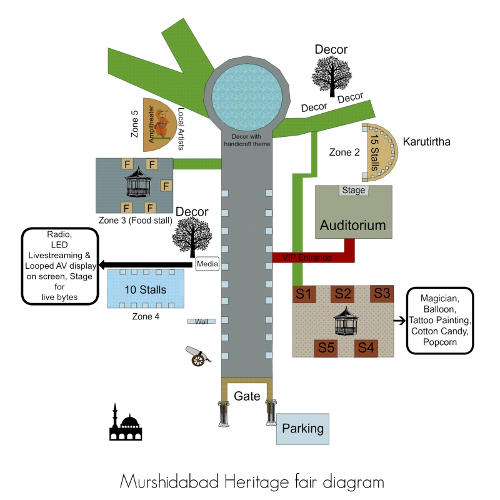 Decor
Decor
Decor
Zone 5
Amptheater
Local Artists
Decor with
handicraft theme
Zone 2
15 Stalls
Karutirtha
F
F
F
F
F
Zone 3 (Food stall)
Stage
Auditorium
Decor
Radio,
LED
Livestreaming &
Looped AV display
on screen, Stage
for
live bytes
Media
VIP Entrance
10 Stalls
Zone 4
Wall
S1
S2
S3
S5
S4
Magician,
Balloon,
Tattoo Painting,
Cotton Candy,
Popcorn
Gate
Parking
Murshidabad Heritage fair diagram